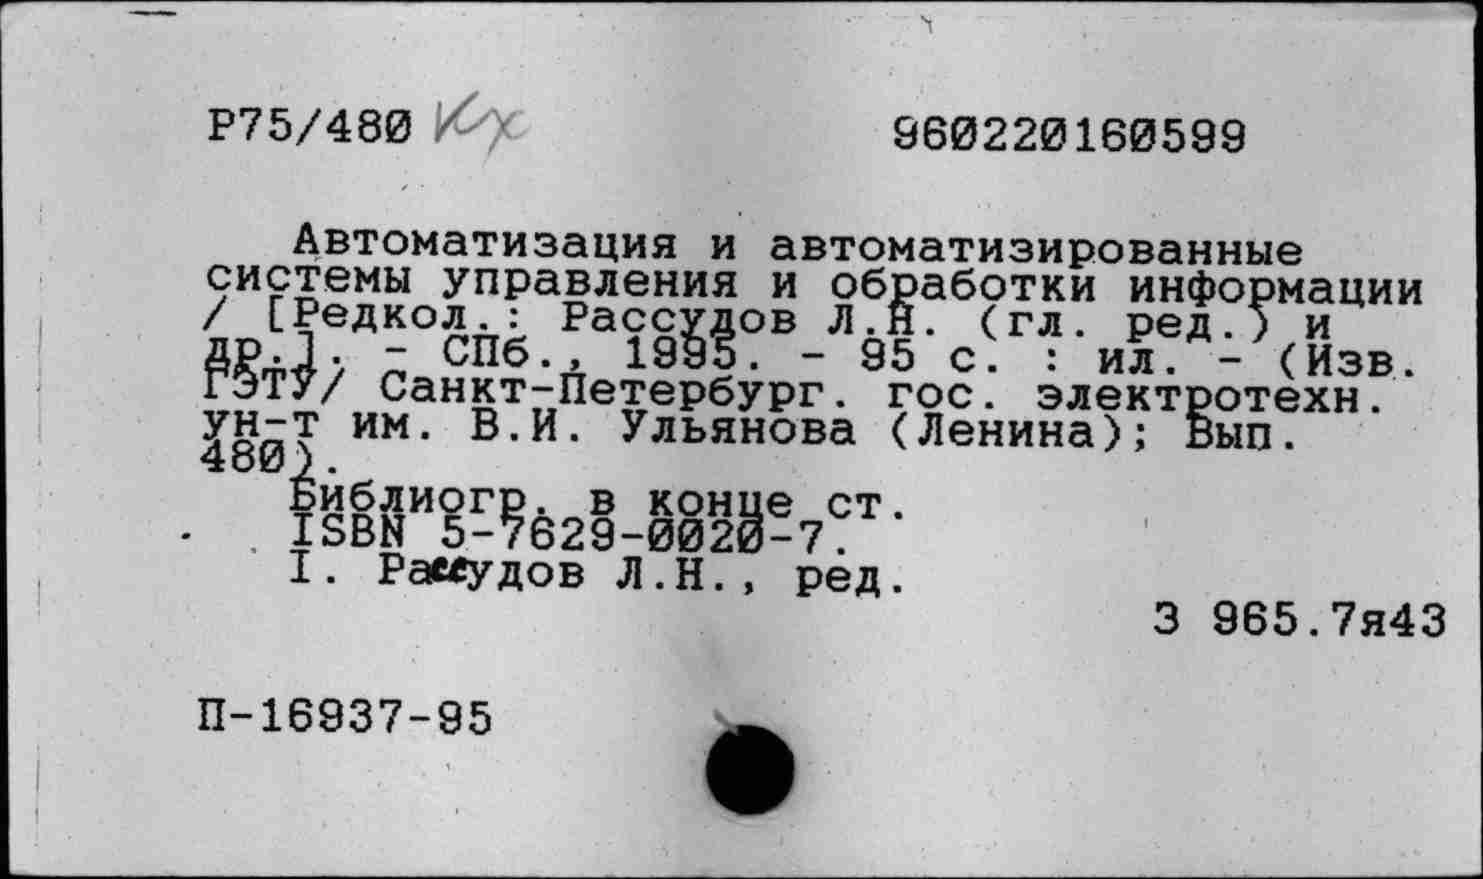 Р75/480 Кх
960220160599
Автоматизация и автоматизированные
системы управления и обработки информации
/ [Редкол.: Рассудов Л.Н. (гл. ред.) и
др.]. - СПб., 1995. - 95 с. : ил. - (Изв.
ГЭТУ/ Санкт-Петербург. гос. электротехн.
ун-т им. В.И. Ульянова (Ленина); Вып.
480).
Библиогр. в конце ст.
ISBN 5-7629-0020-7.
I. Рассудов Л.Н., ред.
З 965.7я43
П-16937-95